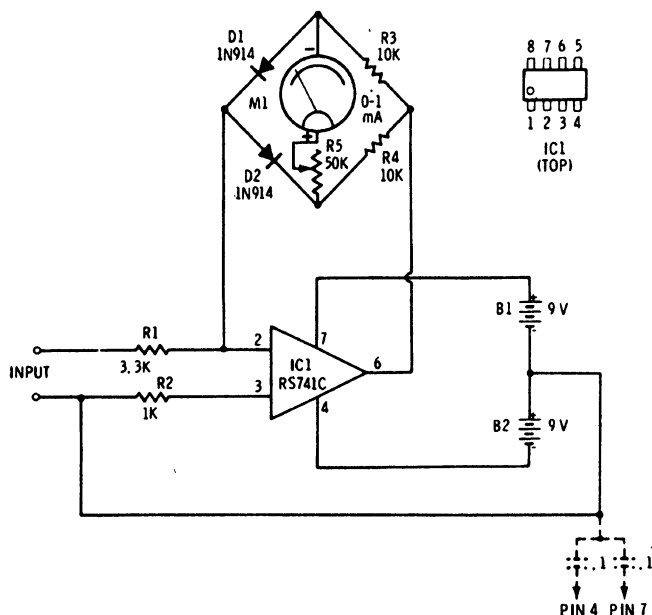 D1
1N914
R3
10K
8 7 6 5
-
M1
0-1
mA
+
R5
50K
R4
10K
D2
1N914
1 2 3 4
IC1
(TOP)
+
B1 9 V
-
R1
2
7
INPUT
3.3K
IC1
6
R2
3
RS741C
1K
4
+
B2 9 V
-
.1 .1
PIN 4 PIN 7